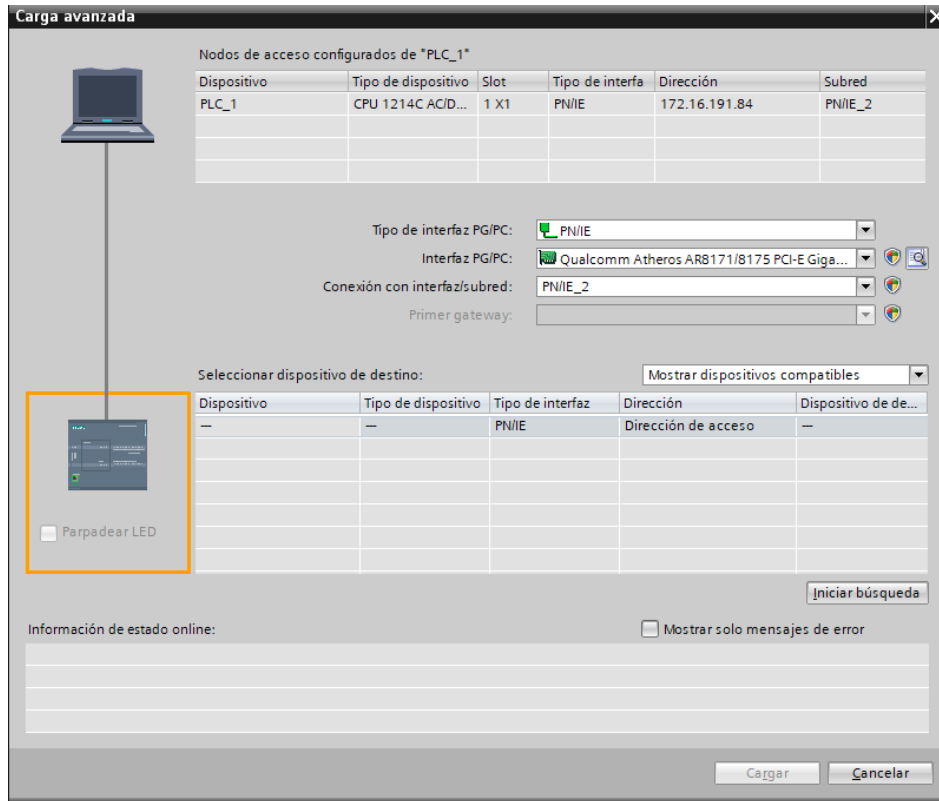 Carga avanzada
Nodos de acceso configurados de "PLC_1"
Dispositivo Tipo de dispositivo Slot Tipo de interfa Dirección Subred
PLC_1 CPU 1214C AC/D... 1 X1 PN/IE 172.16.191.84 PN/IE_2
Tipo de interfaz PG/PC: PN/IE
Interfaz PG/PC: Qualcomm Atheros AR8171/8175 PCI-E Giga...
Conexión con interfaz/subred: PN/IE_2
Primer gateway:
Seleccionar dispositivo de destino: Mostrar dispositivos compatibles
Dispositivo Tipo de dispositivo Tipo de interfaz Dirección Dispositivo de de...
— — PN/IE Dirección de acceso —
Parpadear LED
Iniciar búsqueda
Información de estado online: Mostrar solo mensajes de error
Cargar Cancelar